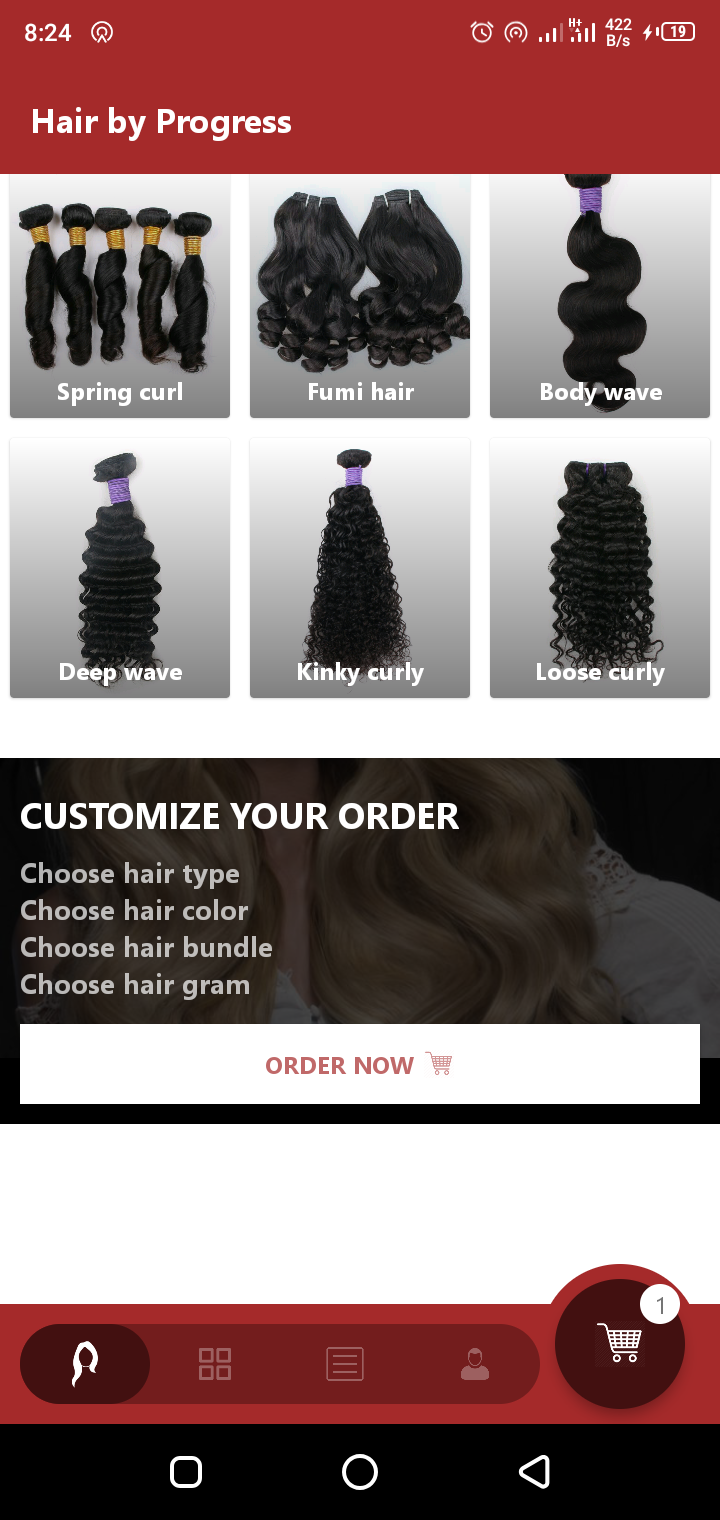 8:24
H+
422
B/s
19
Hair by Progress
Spring curl
Fumi hair
Body wave
Deep wave
Kinky curly
Loose curly
CUSTOMIZE YOUR ORDER
Choose hair type
Choose hair color
Choose hair bundle
Choose hair gram
ORDER NOW
1